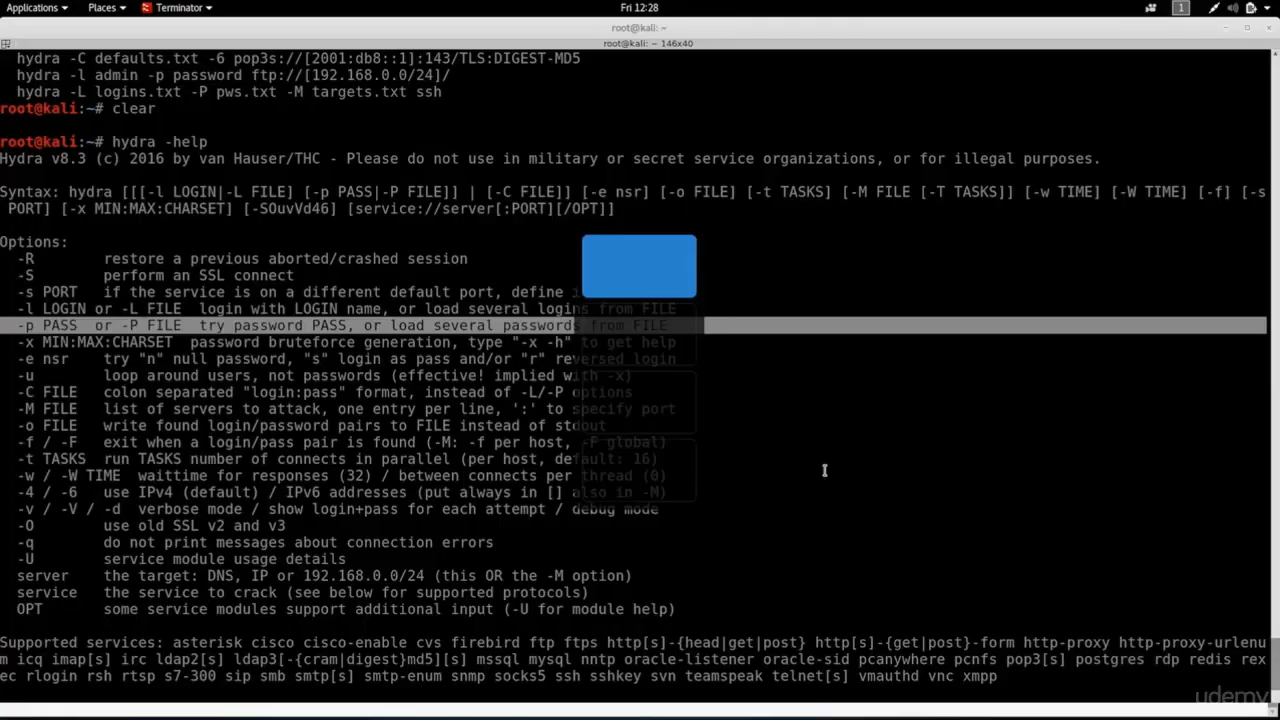 Applications Places Terminator Fri 12:28 1
root@kali: ~
root@kali: ~ 146x40
hydra -C defaults.txt -6 pop3s://[2001:db8::1]:143/TLS:DIGEST-MD5
hydra -l admin -p password ftp://[192.168.0.0/24]/
hydra -L logins.txt -P pws.txt -M targets.txt ssh
root@kali:~# clear
root@kali:~# hydra -help
Hydra v8.3 (c) 2016 by van Hauser/THC - Please do not use in military or secret service organizations, or for illegal purposes.
Syntax: hydra [[[-l LOGIN|-L FILE] [-p PASS|-P FILE]] | [-C FILE]] [-e nsr] [-o FILE] [-t TASKS] [-M FILE [-T TASKS]] [-w TIME] [-W TIME] [-f] [-s
PORT] [-x MIN:MAX:CHARSET] [-SOuvVd46] [service://server[:PORT][/OPT]]
Options:
-R restore a previous aborted/crashed session
-S perform an SSL connect
-s PORT if the service is on a different default port, define
-l LOGIN or -L FILE login with LOGIN name, or load several logins from FILE
-p PASS or -P FILE try password PASS, or load several passwords from FILE
-x MIN:MAX:CHARSET password bruteforce generation, type "-x -h" to get help
-e nsr try "n" null password, "s" login as pass and/or "r" reversed login
-u loop around users, not passwords (effective! implied with -x)
-C FILE colon separated "login:pass" format, instead of -L/-P options
-M FILE list of servers to attack, one entry per line, ':' to specify port
-o FILE write found login/password pairs to FILE instead of stdout
-f / -F exit when a login/pass pair is found (-M: -f per host, -F global)
-t TASKS run TASKS number of connects in parallel (per host, default: 16)
-w / -W TIME waittime for responses (32) / between connects per thread (0)
-4 / -6 use IPv4 (default) / IPv6 addresses (put always in [] also in -M)
-v / -V / -d verbose mode / show login+pass for each attempt / debug mode
-O use old SSL v2 and v3
-q do not print messages about connection errors
-U service module usage details
server the target: DNS, IP or 192.168.0.0/24 (this OR the -M option)
service the service to crack (see below for supported protocols)
OPT some service modules support additional input (-U for module help)
Supported services: asterisk cisco cisco-enable cvs firebird ftp ftps http[s]-{head|get|post} http[s]-{get|post}-form http-proxy http-proxy-urlenu
m icq imap[s] irc ldap2[s] ldap3[-{cram|digest}md5][s] mssql mysql nntp oracle-listener oracle-sid pcanywhere pcnfs pop3[s] postgres rdp redis rex
ec rlogin rsh rtsp s7-300 sip smb smtp[s] smtp-enum snmp socks5 ssh sshkey svn teamspeak telnet[s] vmauthd vnc xmpp
udemy